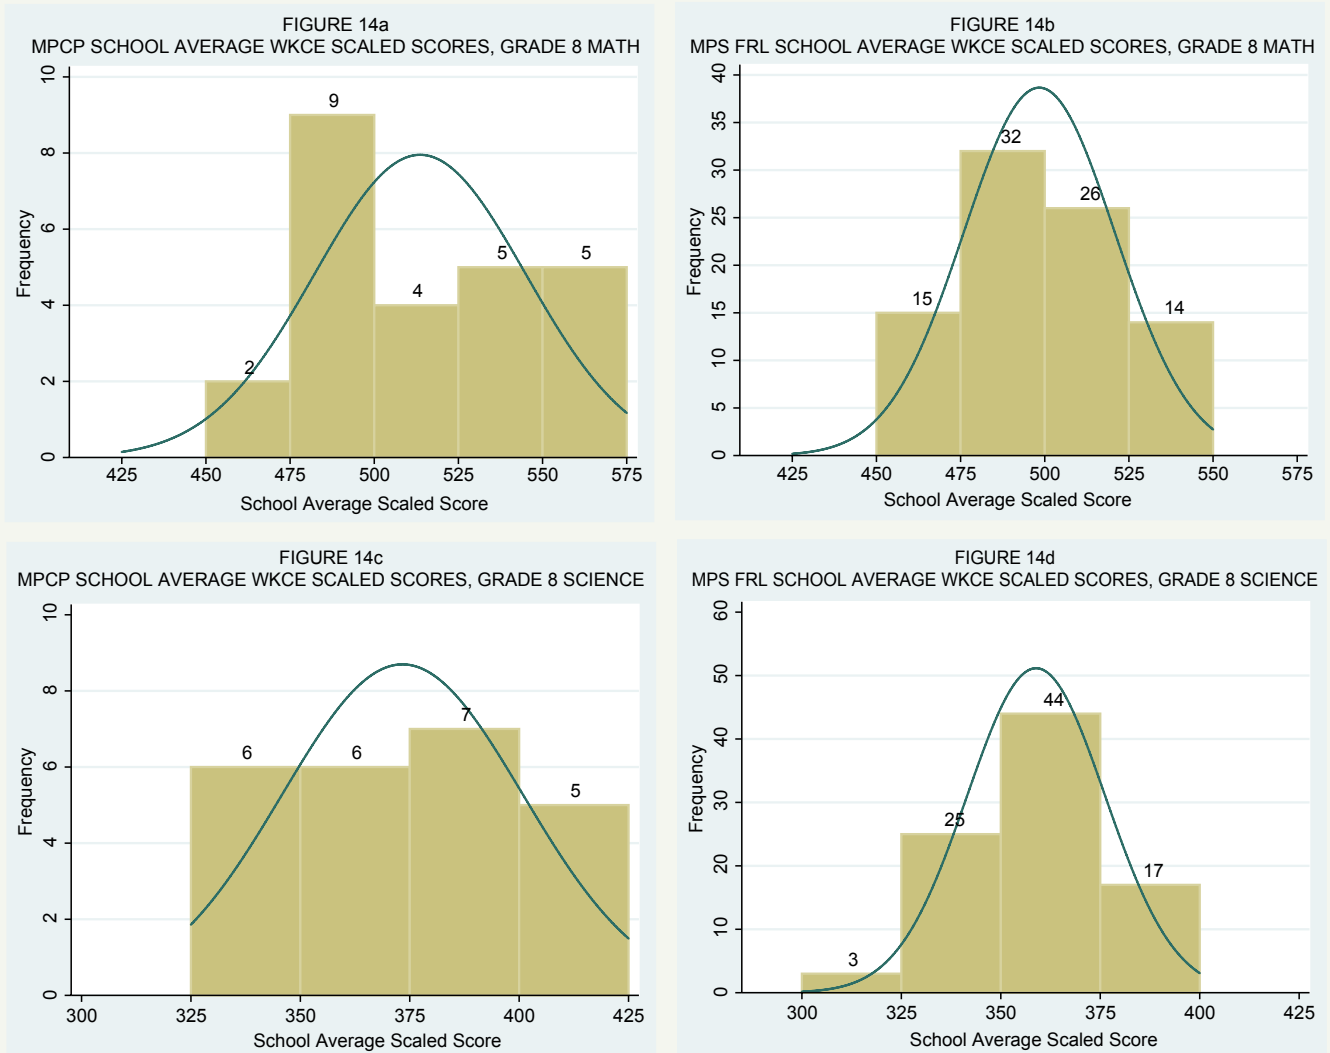 FIGURE 14a
MPCP SCHOOL AVERAGE WKCE SCALED SCORES, GRADE 8 MATH
10
8
6
4
2
0
Frequency
2
9
4
5
5
425 450 475 500 525 550 575
School Average Scaled Score
FIGURE 14b
MPS FRL SCHOOL AVERAGE WKCE SCALED SCORES, GRADE 8 MATH
40
35
30
25
20
15
10
5
0
Frequency
15
32
26
14
425 450 475 500 525 550 575
School Average Scaled Score
FIGURE 14c
MPCP SCHOOL AVERAGE WKCE SCALED SCORES, GRADE 8 SCIENCE
10
8
6
4
2
0
Frequency
6
6
7
5
300 325 350 375 400 425
School Average Scaled Score
FIGURE 14d
MPS FRL SCHOOL AVERAGE WKCE SCALED SCORES, GRADE 8 SCIENCE
60
50
40
30
20
10
0
Frequency
3
25
44
17
300 325 350 375 400 425
School Average Scaled Score